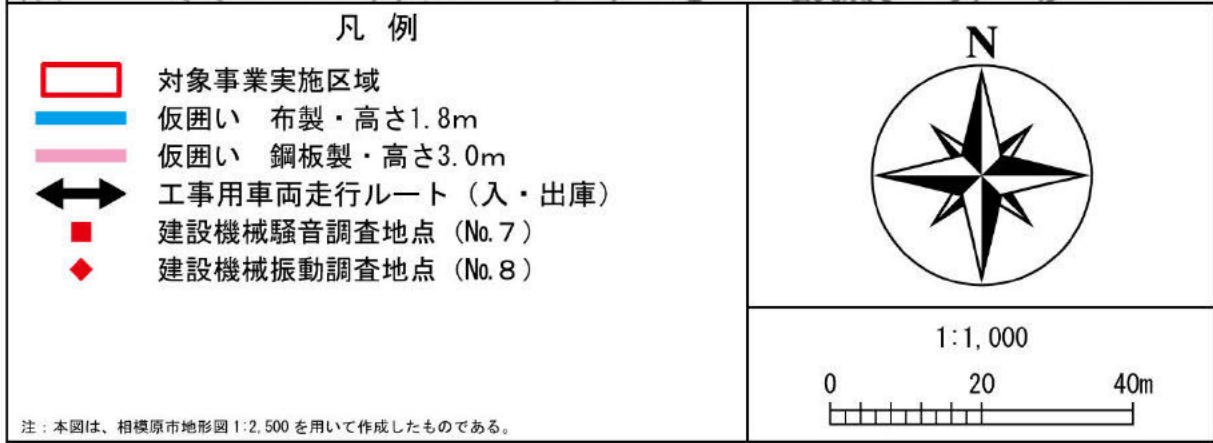 凡 例
対象事業実施区域
仮囲い 布製・高さ1.8m
仮囲い 鋼板製・高さ3.0m
工事用車両走行ルート（入・出庫）
建設機械騒音調査地点（No.７）
建設機械振動調査地点（No.８）
注：本図は、相模原市地形図1:2,500を用いて作成したものである。
N
1:1,000
0 20 40m